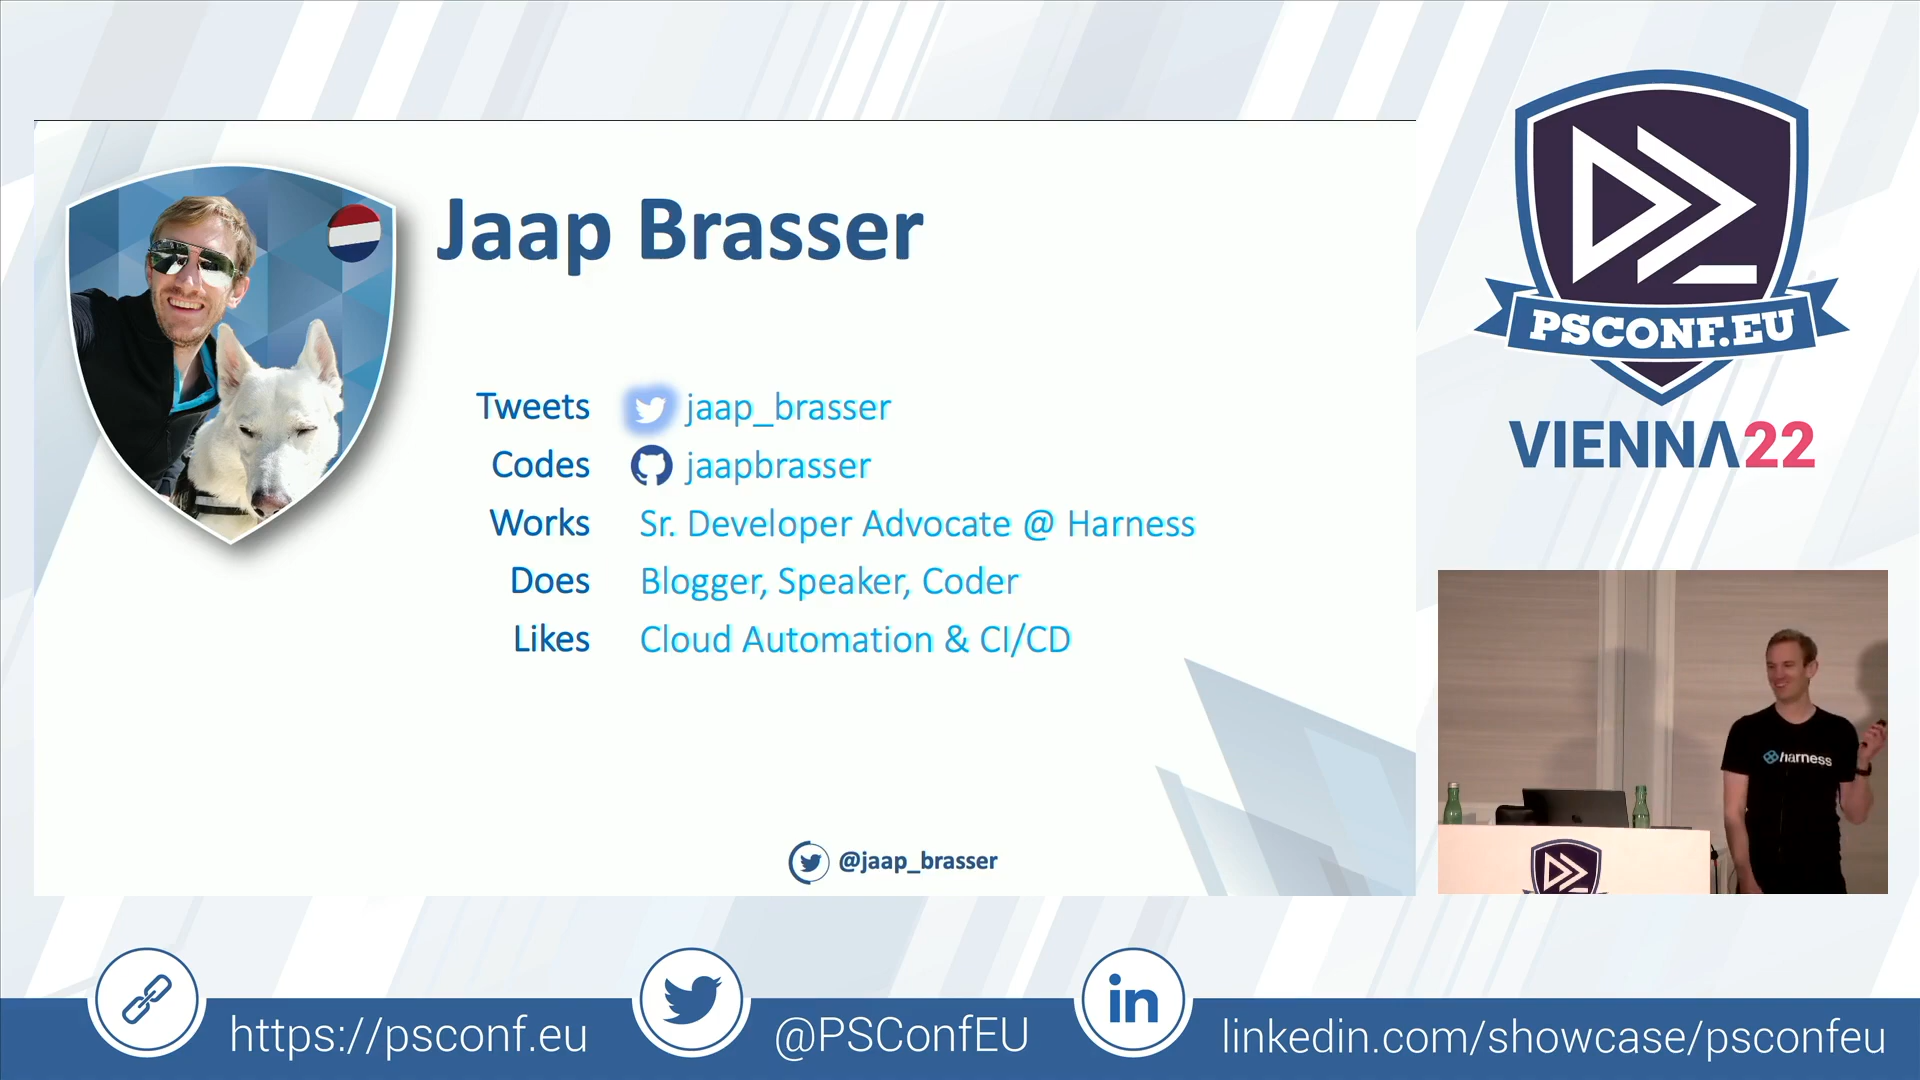 Jaap Brasser
Tweets jaap_brasser
Codes jaapbrasser
Works Sr. Developer Advocate @ Harness
Does Blogger, Speaker, Coder
Likes Cloud Automation & CI/CD
@jaap_brasser
PSCONF.EU
VIENNA22
harness
https://psconf.eu
@PSConfEU
in
linkedin.com/showcase/psconfeu